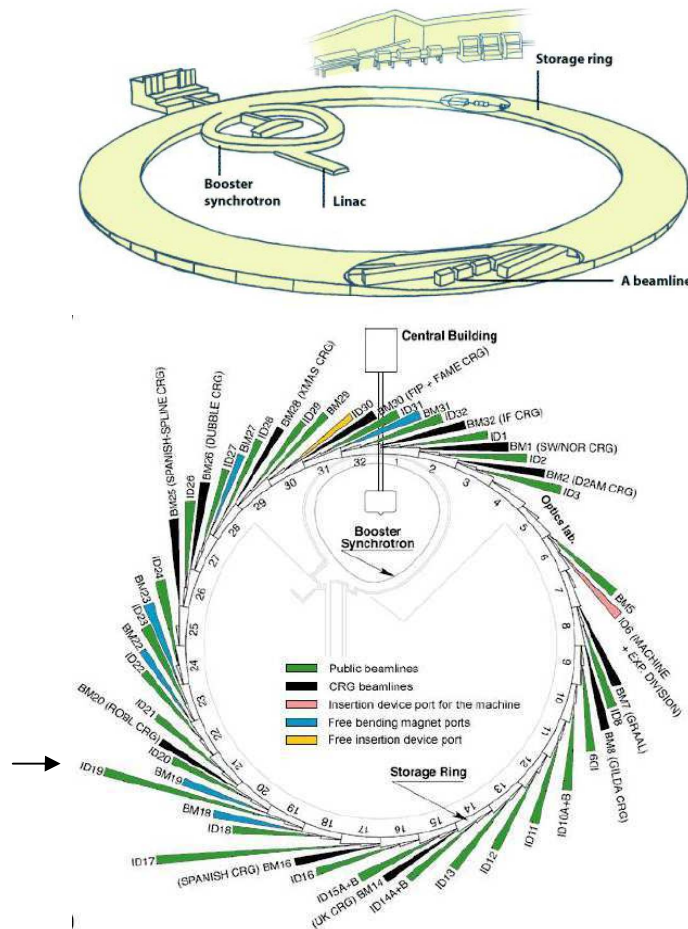 Storage ring
Booster
synchrotron
Linac
A beamline
Central Building
BM25 (SPANISH-SPLINE CRG)
ID26
BM26 (DUBBLE CRG)
ID27
BM27
ID28
BM28 (XMAS CRG)
ID29
BM29
ID30
BM30 (FIP + FAME CRG)
ID31
BM31
ID32
BM32 (IF CRG)
ID1
BM1 (SW/NOR CRG)
ID2
BM2 (D2AM CRG)
ID3
Optics lab.
BM5
ID6 (MACHINE
+ EXP. DIVISION)
BM7 (GRAAL)
ID8
BM8 (GILDA CRG)
ID9
ID10A+B
ID11
ID12
ID13
ID14A+B
(UK CRG) BM14
ID15A+B
ID16
(SPANISH CRG) BM16
ID17
ID18
BM18
BM19
ID19
ID20
BM20 (ROBL CRG)
ID21
ID22
BM22
ID23
BM23
ID24
1
2
3
4
5
6
7
8
9
10
11
12
13
14
15
16
17
18
19
20
21
22
23
24
25
26
27
28
29
30
31
32
Booster
Synchrotron
Public beamlines
CRG beamlines
Insertion device port for the machine
Free bending magnet ports
Free insertion device port
Storage Ring
)